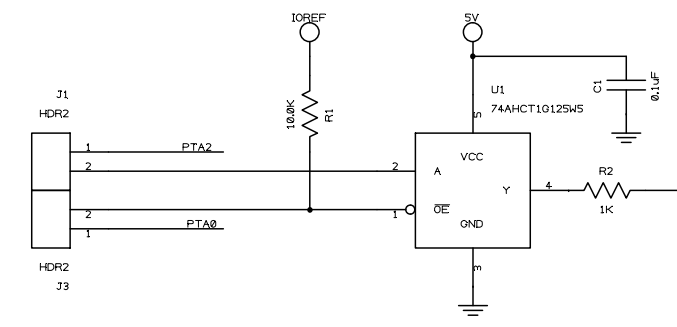 IOREF
5V
J1
HDR2
10.0K
R1
U1
74AHCT1G125W5
C1
0.1uF
5
1
PTA2
2
2
A
VCC
Y
4
R2
1K
2
1
OE
PTA0
1
GND
HDR2
J3
3